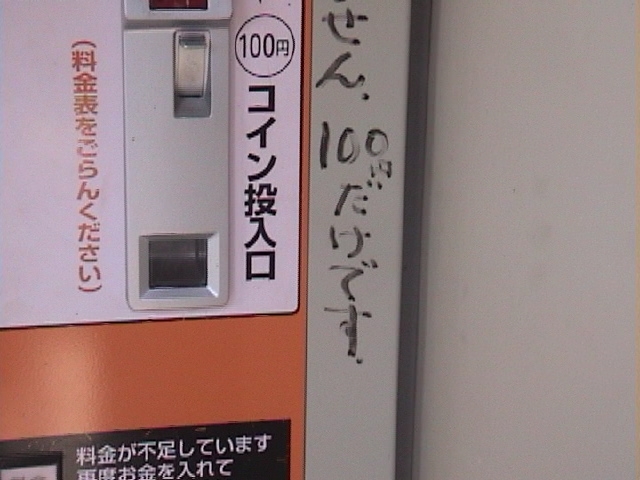 せん。
100円だけです。
100円
コイン投入口
(料金表をごらんください)
料金が不足しています
再度お金を入れて